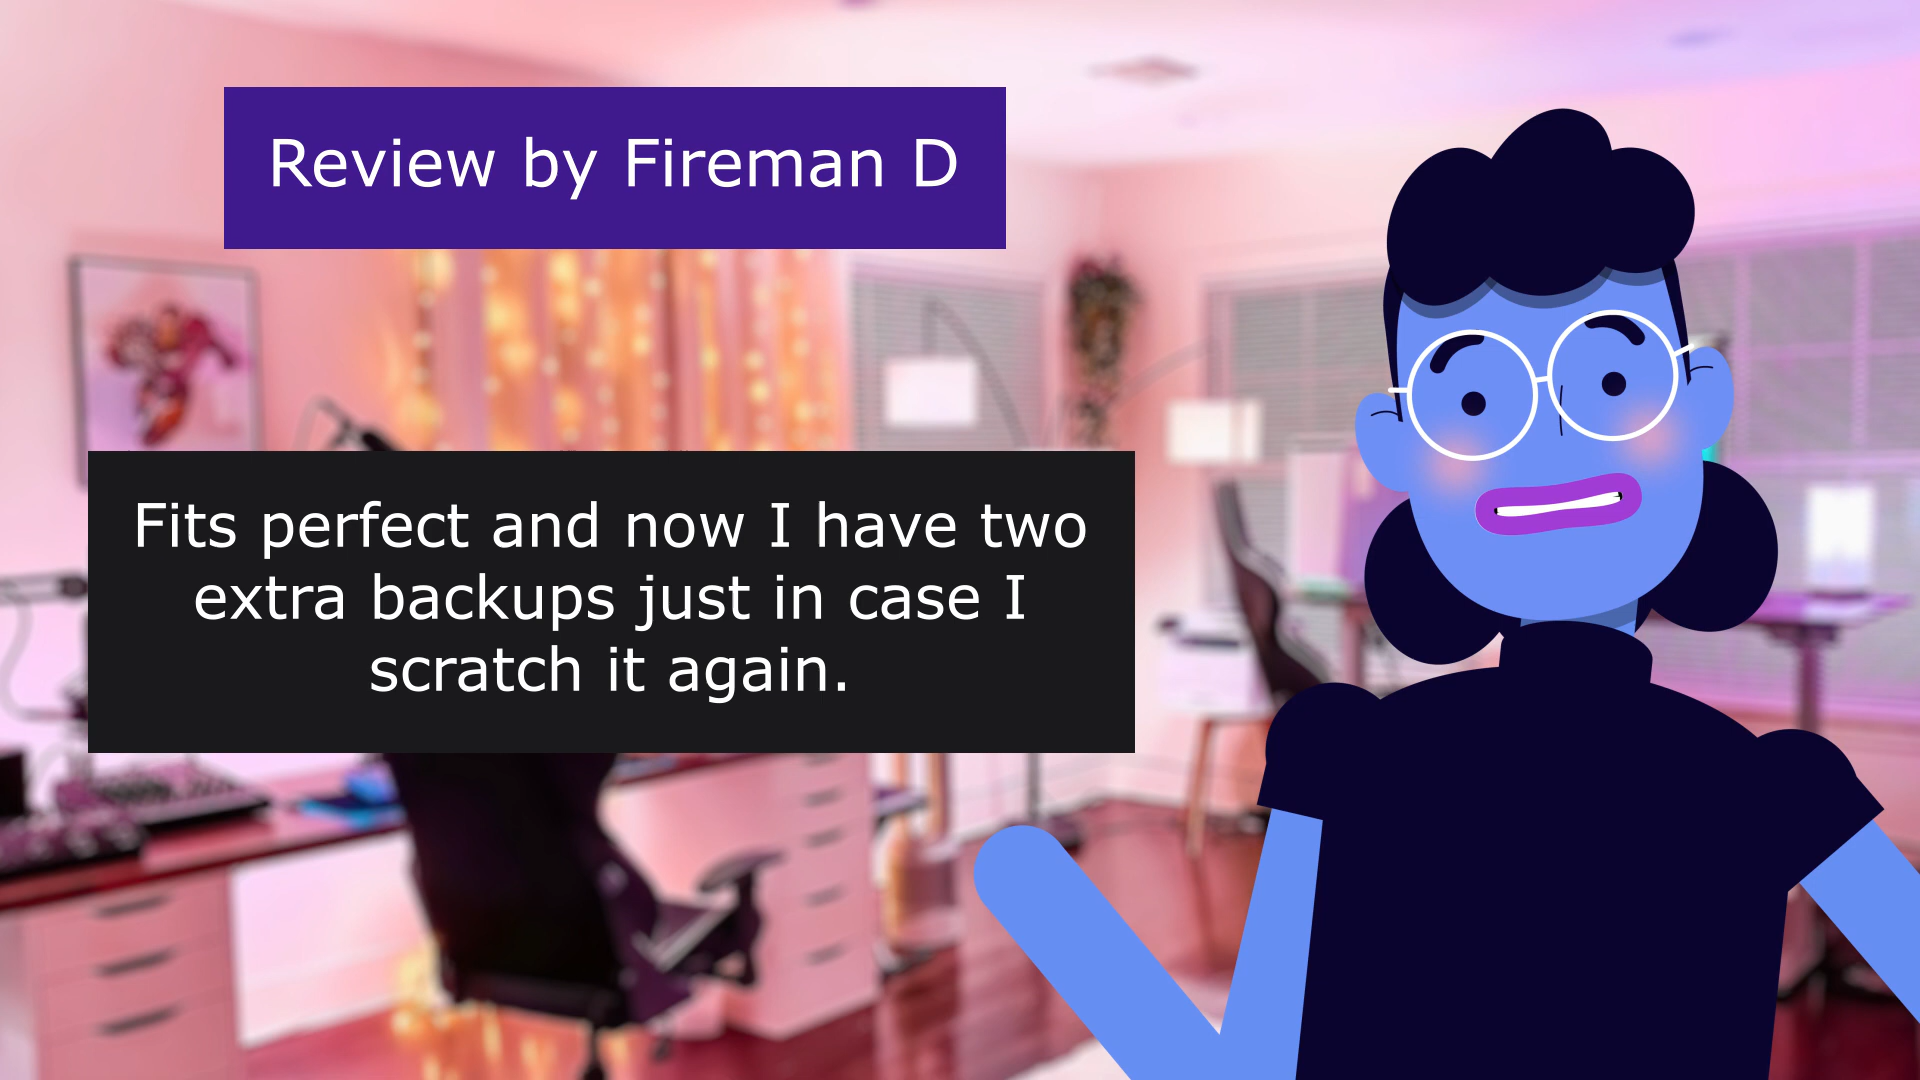 Review by Fireman D
Fits perfect and now I have two
extra backups just in case I
scratch it again.